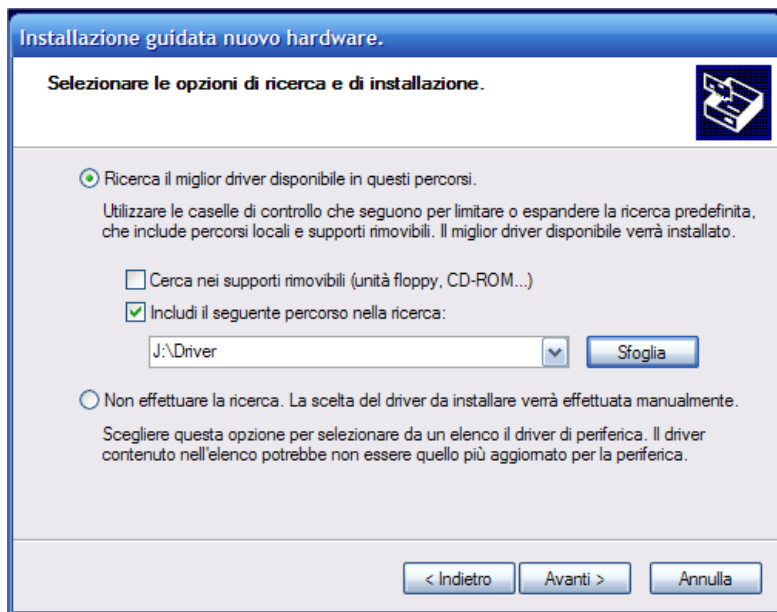 Installazione guidata nuovo hardware.
Selezionare le opzioni di ricerca e di installazione.
Ricerca il miglior driver disponibile in questi percorsi.
Utilizzare le caselle di controllo che seguono per limitare o espandere la ricerca predefinita,
che include percorsi locali e supporti rimovibili. Il miglior driver disponibile verrà installato.
Cerca nei supporti rimovibili (unità floppy, CD-ROM...)
Includi il seguente percorso nella ricerca:
J:\Driver
Sfoglia
Non effettuare la ricerca. La scelta del driver da installare verrà effettuata manualmente.
Scegliere questa opzione per selezionare da un elenco il driver di periferica. Il driver
contenuto nell'elenco potrebbe non essere quello più aggiornato per la periferica.
< Indietro
Avanti >
Annulla